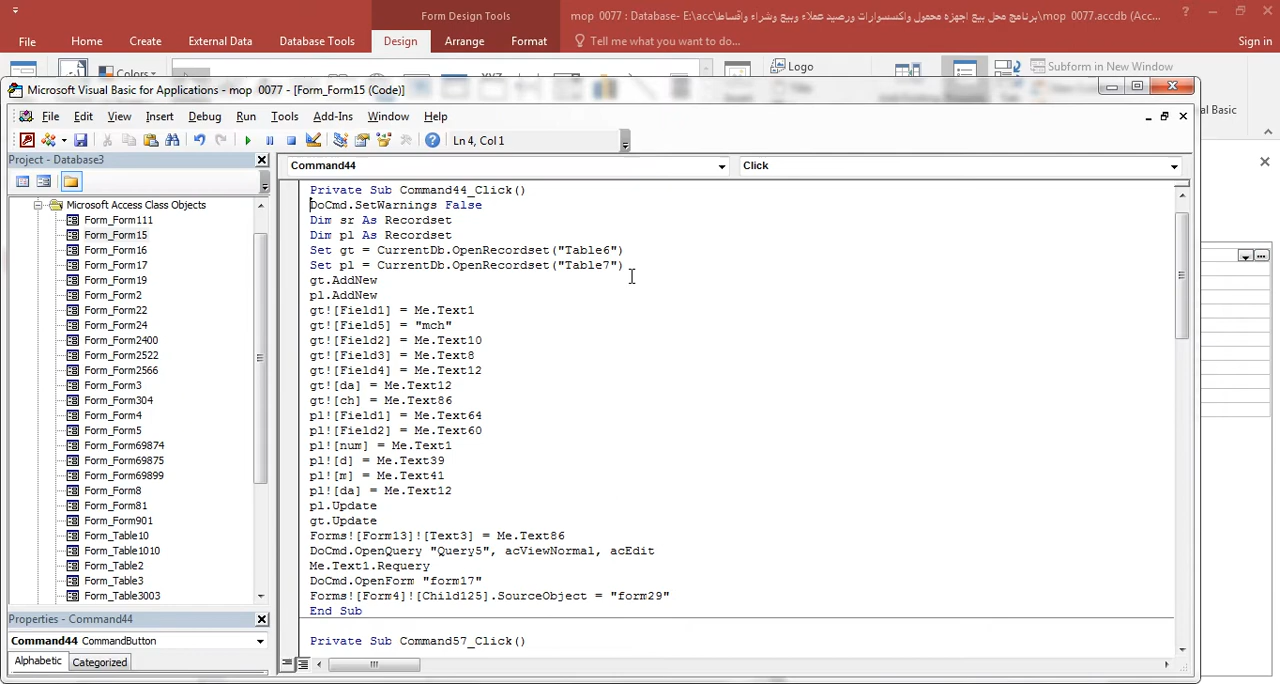 Form Design Tools
mop_0077 : Database- E:\acc\برنامج محل بيع اجهزه محمول واكسسوارات ورصيد عملاء وبيع وشراء واقساط\mop_0077.accdb (Acc...
File Home Create External Data Database Tools Design Arrange Format Tell me what you want to do... Sign in
Colors Logo Subform in New Window
Microsoft Visual Basic for Applications - mop_0077 - [Form_Form15 (Code)]
File Edit View Insert Debug Run Tools Add-Ins Window Help
Ln 4, Col 1
Project - Database3
Command44 Click
Microsoft Access Class Objects
Form_Form111
Form_Form15
Form_Form16
Form_Form17
Form_Form19
Form_Form2
Form_Form22
Form_Form24
Form_Form2400
Form_Form2522
Form_Form2566
Form_Form3
Form_Form304
Form_Form4
Form_Form5
Form_Form69874
Form_Form69875
Form_Form69899
Form_Form8
Form_Form81
Form_Form901
Form_Table10
Form_Table1010
Form_Table2
Form_Table3
Form_Table3003
Properties - Command44
Command44 CommandButton
Alphabetic Categorized
Private Sub Command44_Click()
DoCmd.SetWarnings False
Dim sr As Recordset
Dim pl As Recordset
Set gt = CurrentDb.OpenRecordset("Table6")
Set pl = CurrentDb.OpenRecordset("Table7")
gt.AddNew
pl.AddNew
gt![Field1] = Me.Text1
gt![Field5] = "mch"
gt![Field2] = Me.Text10
gt![Field3] = Me.Text8
gt![Field4] = Me.Text12
gt![da] = Me.Text12
gt![ch] = Me.Text86
pl![Field1] = Me.Text64
pl![Field2] = Me.Text60
pl![num] = Me.Text1
pl![d] = Me.Text39
pl![m] = Me.Text41
pl![da] = Me.Text12
pl.Update
gt.Update
Forms![Form13]![Text3] = Me.Text86
DoCmd.OpenQuery "Query5", acViewNormal, acEdit
Me.Text1.Requery
DoCmd.OpenForm "form17"
Forms![Form4]![Child125].SourceObject = "form29"
End Sub
Private Sub Command57_Click()